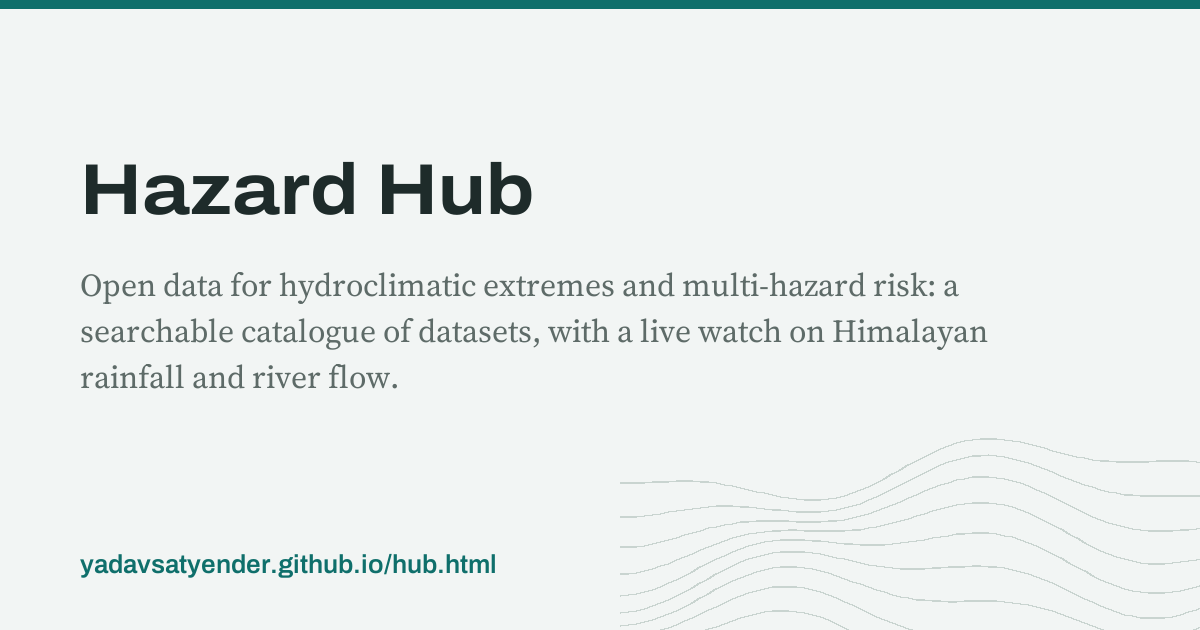 Hazard Hub
Open data for hydroclimatic extremes and multi-hazard risk: a
searchable catalogue of datasets, with a live watch on Himalayan
rainfall and river flow.
yadavsatyender.github.io/hub.html